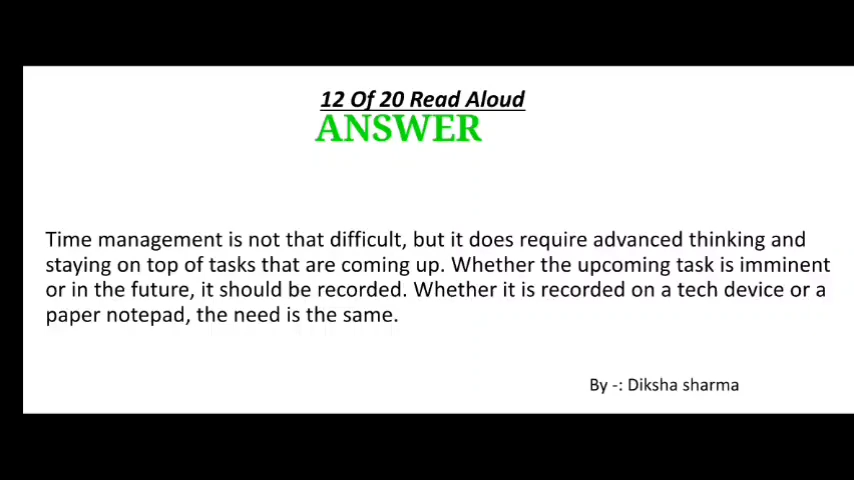 12 Of 20 Read Aloud
ANSWER
Time management is not that difficult, but it does require advanced thinking and
staying on top of tasks that are coming up. Whether the upcoming task is imminent
or in the future, it should be recorded. Whether it is recorded on a tech device or a
paper notepad, the need is the same.
By -: Diksha sharma